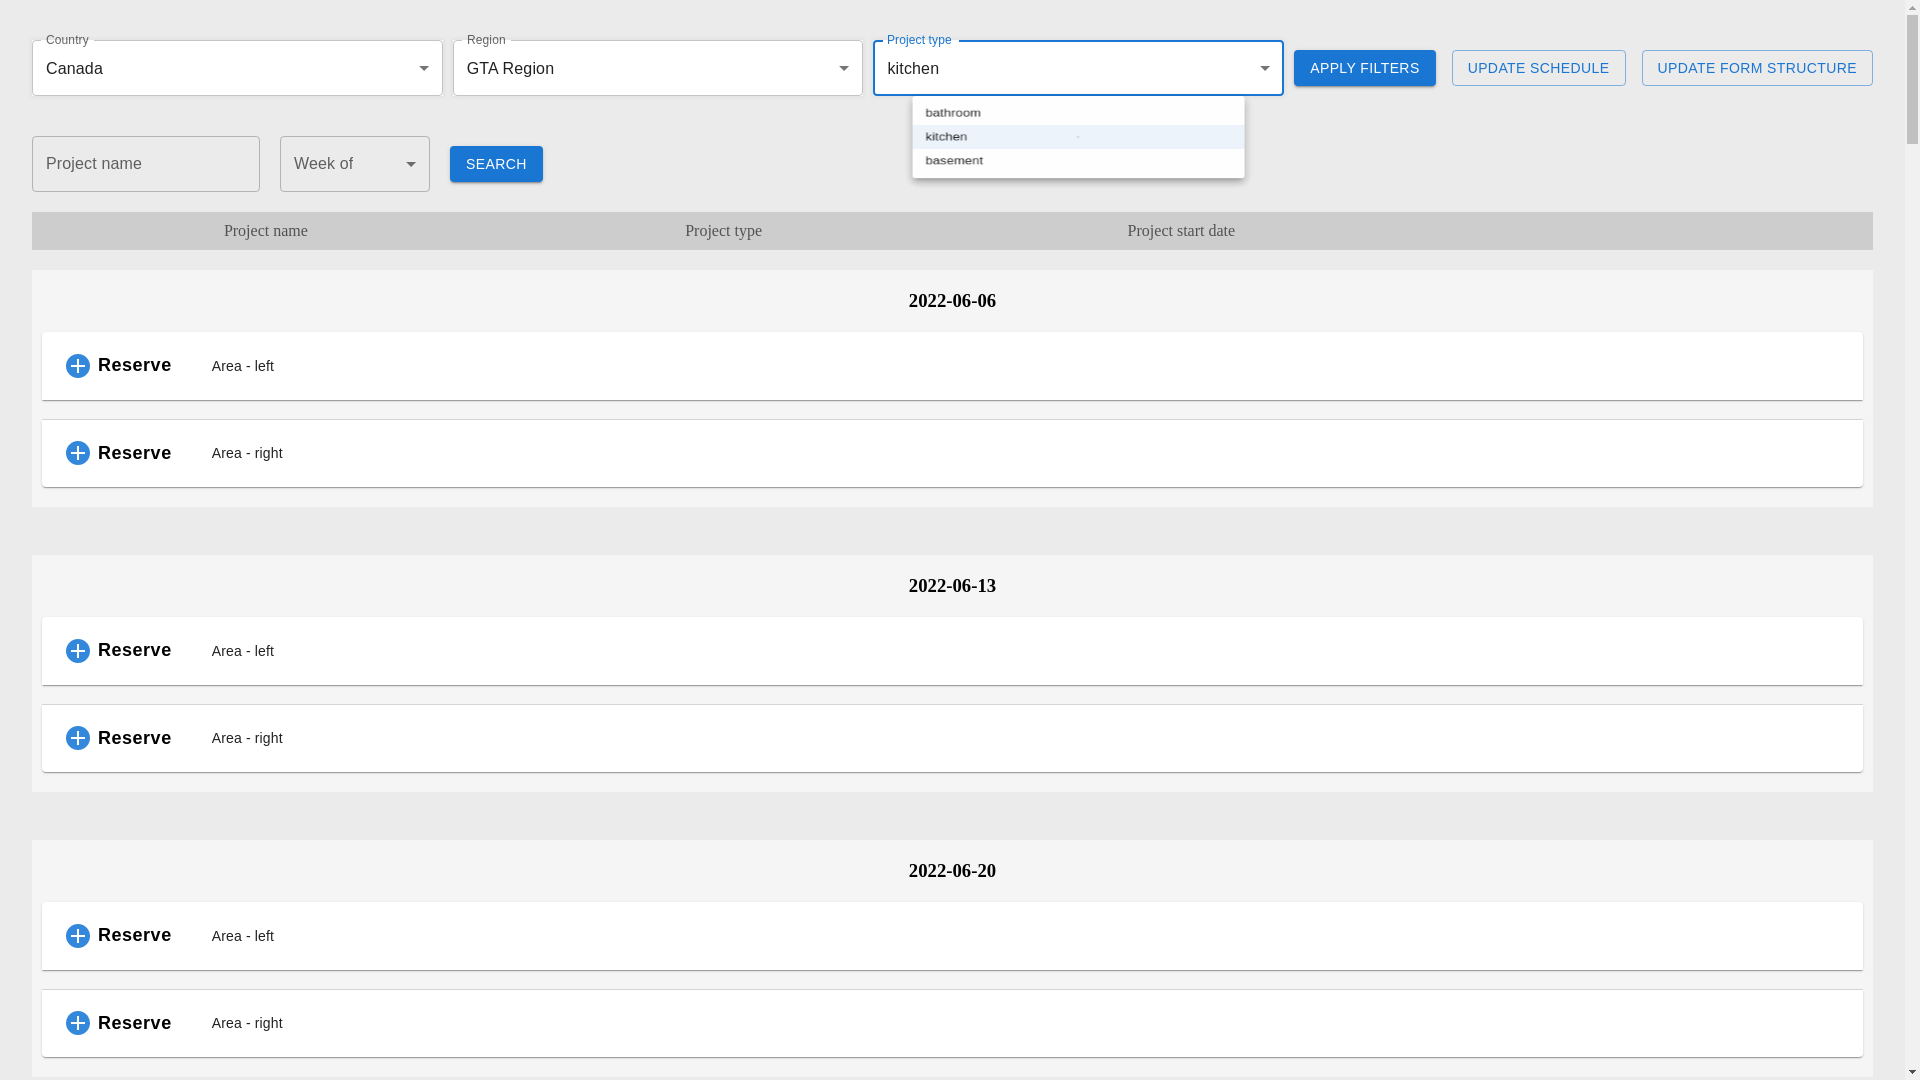 Country
Canada
Region
GTA Region
Project type
kitchen
APPLY FILTERS
UPDATE SCHEDULE
UPDATE FORM STRUCTURE
bathroom
kitchen
basement
Project name
Week of
SEARCH
Project name Project type Project start date
2022-06-06
Reserve Area - left
Reserve Area - right
2022-06-13
Reserve Area - left
Reserve Area - right
2022-06-20
Reserve Area - left
Reserve Area - right